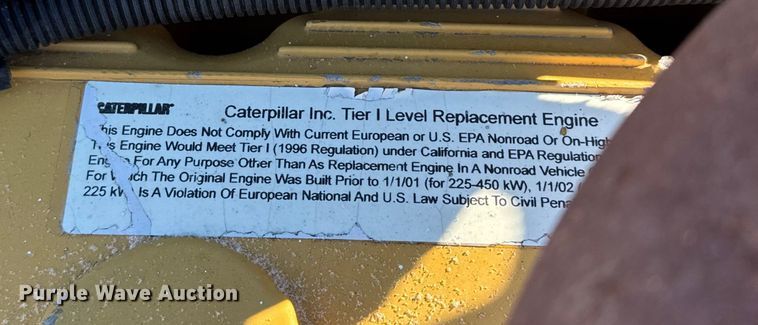 CATERPILLAR
Caterpillar Inc. Tier I Level Replacement Engine
This Engine Does Not Comply With Current European or U.S. EPA Nonroad Or On-High
This Engine Would Meet Tier I (1996 Regulation) under California and EPA Regulation
Engine For Any Purpose Other Than As Replacement Engine In A Nonroad Vehicle
For Which The Original Engine Was Built Prior to 1/1/01 (for 225-450 kW), 1/1/02
225 kW. Is A Violation Of European National And U.S. Law Subject To Civil Pena
Purple Wave Auction